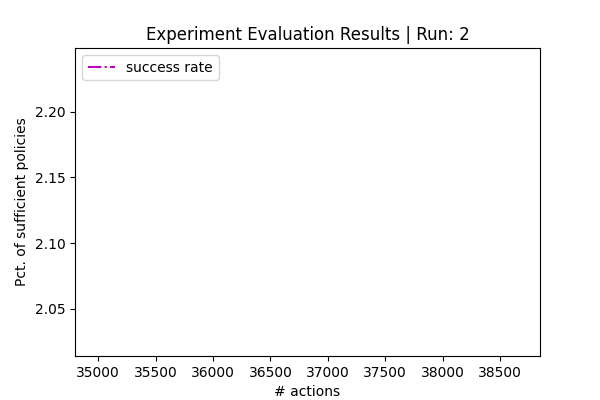 Experiment Evaluation Results | Run: 2
success rate
Pct. of sufficient policies
2.20
2.15
2.10
2.05
35000 35500 36000 36500 37000 37500 38000 38500
# actions